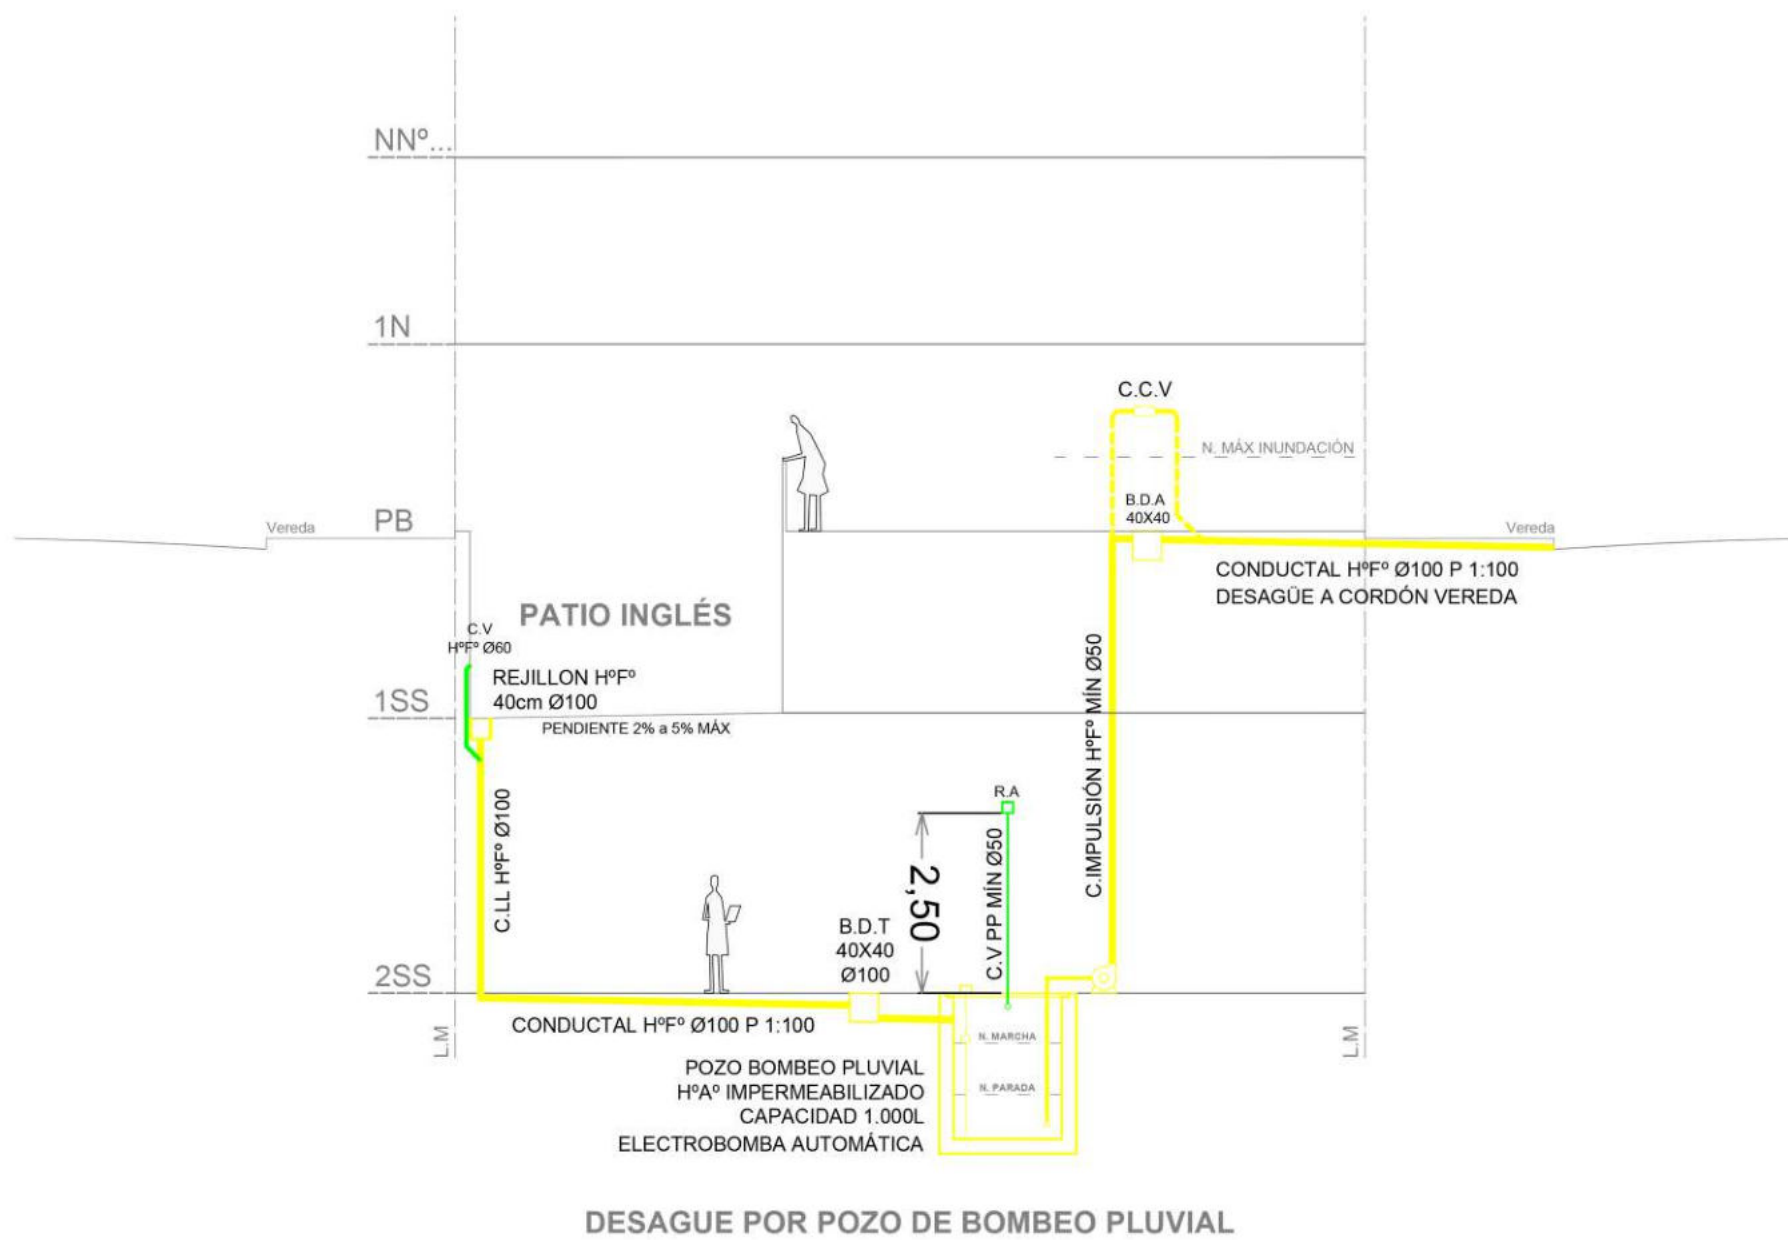 NNº...
1N
C.C.V
N. MÁX INUNDACIÓN
B.D.A
40X40
PB
Vereda
Vereda
CONDUCTAL HºFº Ø100 P 1:100
DESAGÜE A CORDÓN VEREDA
PATIO INGLÉS
C.V
HºFº Ø60
REJILLON HºFº
40cm Ø100
1SS
PENDIENTE 2% a 5% MÁX
C.IMPULSIÓN HºFº MÍN Ø50
R.A
C.LL HºFº Ø100
2,50
C.V PP MÍN Ø50
B.D.T
40X40
Ø100
2SS
CONDUCTAL HºFº Ø100 P 1:100
L.M
L.M
N. MARCHA
N. PARADA
POZO BOMBEO PLUVIAL
HºAº IMPERMEABILIZADO
CAPACIDAD 1.000L
ELECTROBOMBA AUTOMÁTICA
DESAGUE POR POZO DE BOMBEO PLUVIAL